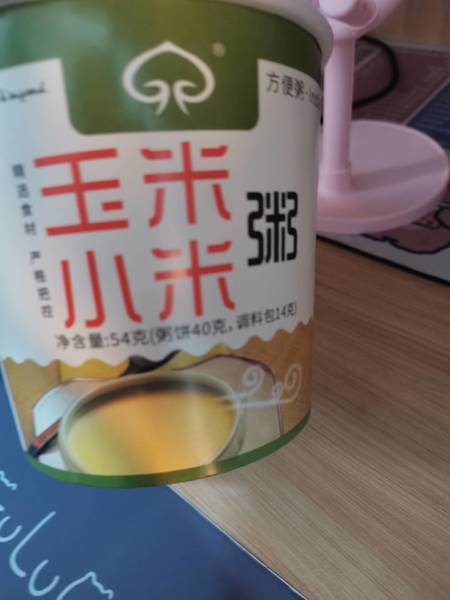 ®
方便粥·
精选食材 严格把控
玉米
小米
粥
净含量:54克(粥饼40克,调料包14克)